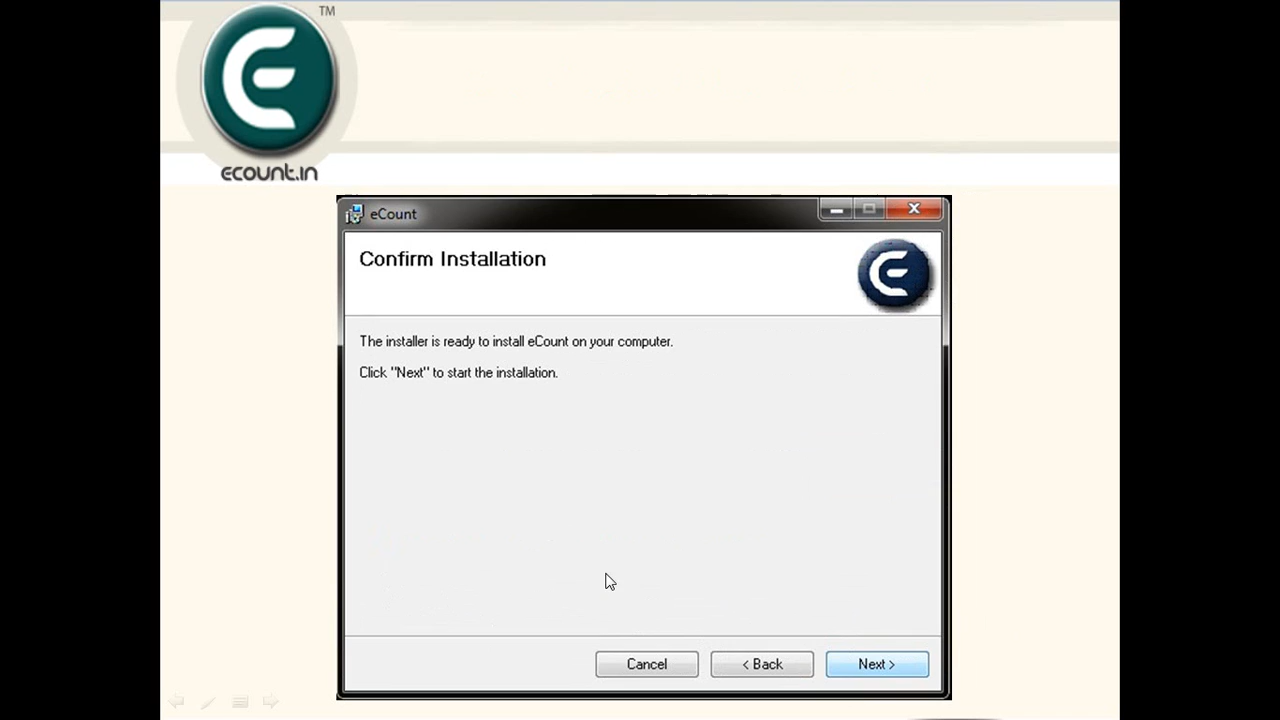 TM
ecount.in
eCount
Confirm Installation
The installer is ready to install eCount on your computer.
Click "Next" to start the installation.
Cancel
< Back
Next >